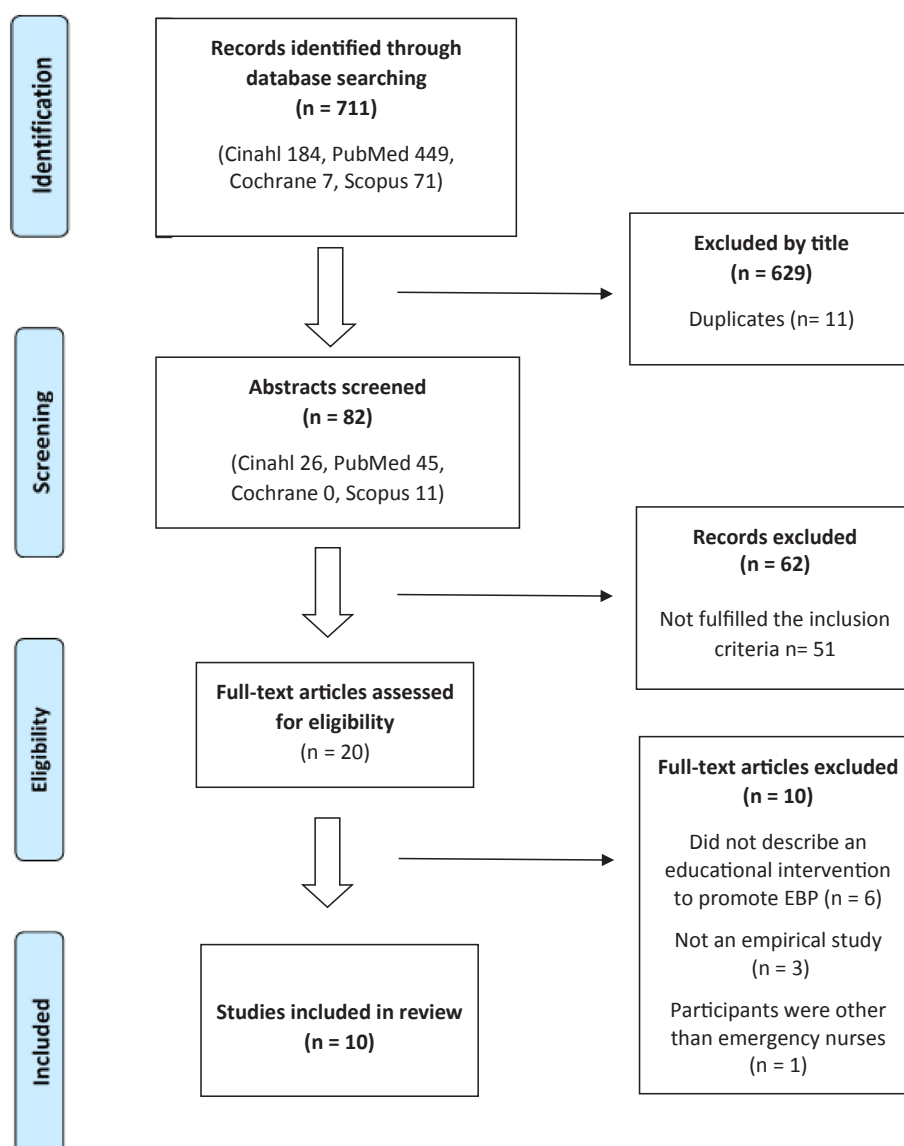 Identification
Records identified through
database searching
(n = 711)
(Cinahl 184, PubMed 449,
Cochrane 7, Scopus 71)
Excluded by title
(n = 629)
Duplicates (n= 11)
Screening
Abstracts screened
(n = 82)
(Cinahl 26, PubMed 45,
Cochrane 0, Scopus 11)
Records excluded
(n = 62)
Not fulfilled the inclusion
criteria n= 51
Eligibility
Full-text articles assessed
for eligibility
(n = 20)
Full-text articles excluded
(n = 10)
Did not describe an
educational intervention
to promote EBP (n = 6)
Not an empirical study
(n = 3)
Participants were other
than emergency nurses
(n = 1)
Included
Studies included in review
(n = 10)